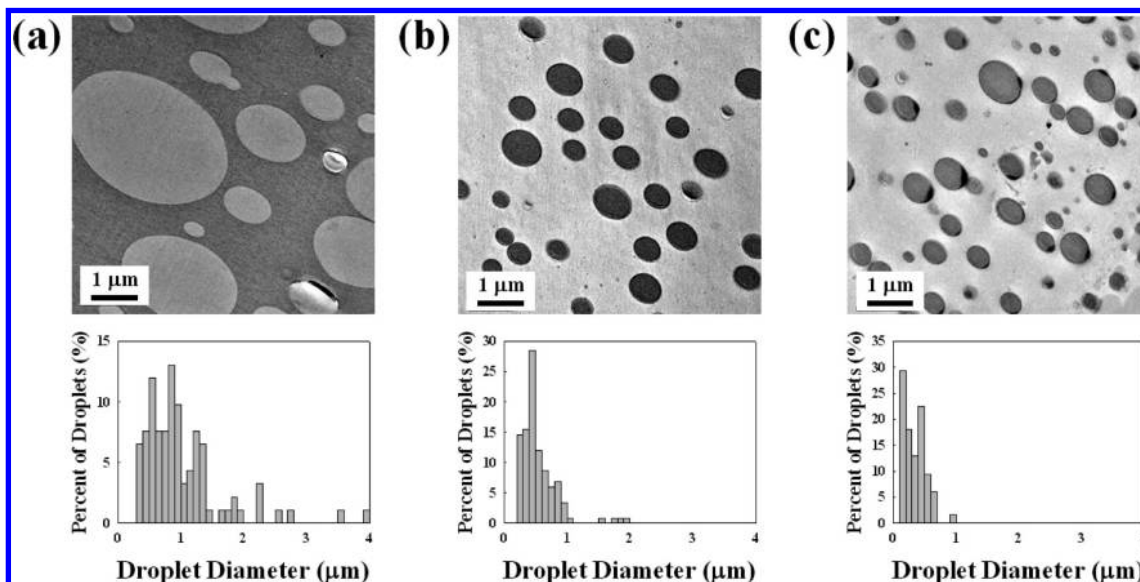 (a)
(b)
(c)
1 μm
1 μm
1 μm
Percent of Droplets (%)
15
10
5
0
0 1 2 3 4
Droplet Diameter (μm)
Percent of Droplets (%)
30
25
20
15
10
5
0
0 1 2 3 4
Droplet Diameter (μm)
Percent of Droplets (%)
35
30
25
20
15
10
5
0
0 1 2 3
Droplet Diameter (μm)